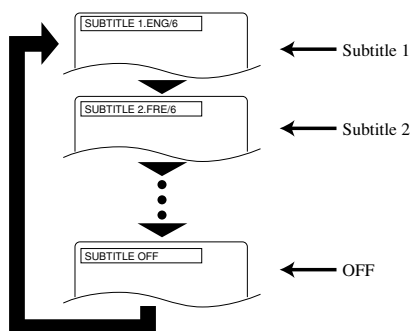 SUBTITLE 1.ENG/6
Subtitle 1
SUBTITLE 2.FRE/6
Subtitle 2
SUBTITLE OFF
OFF